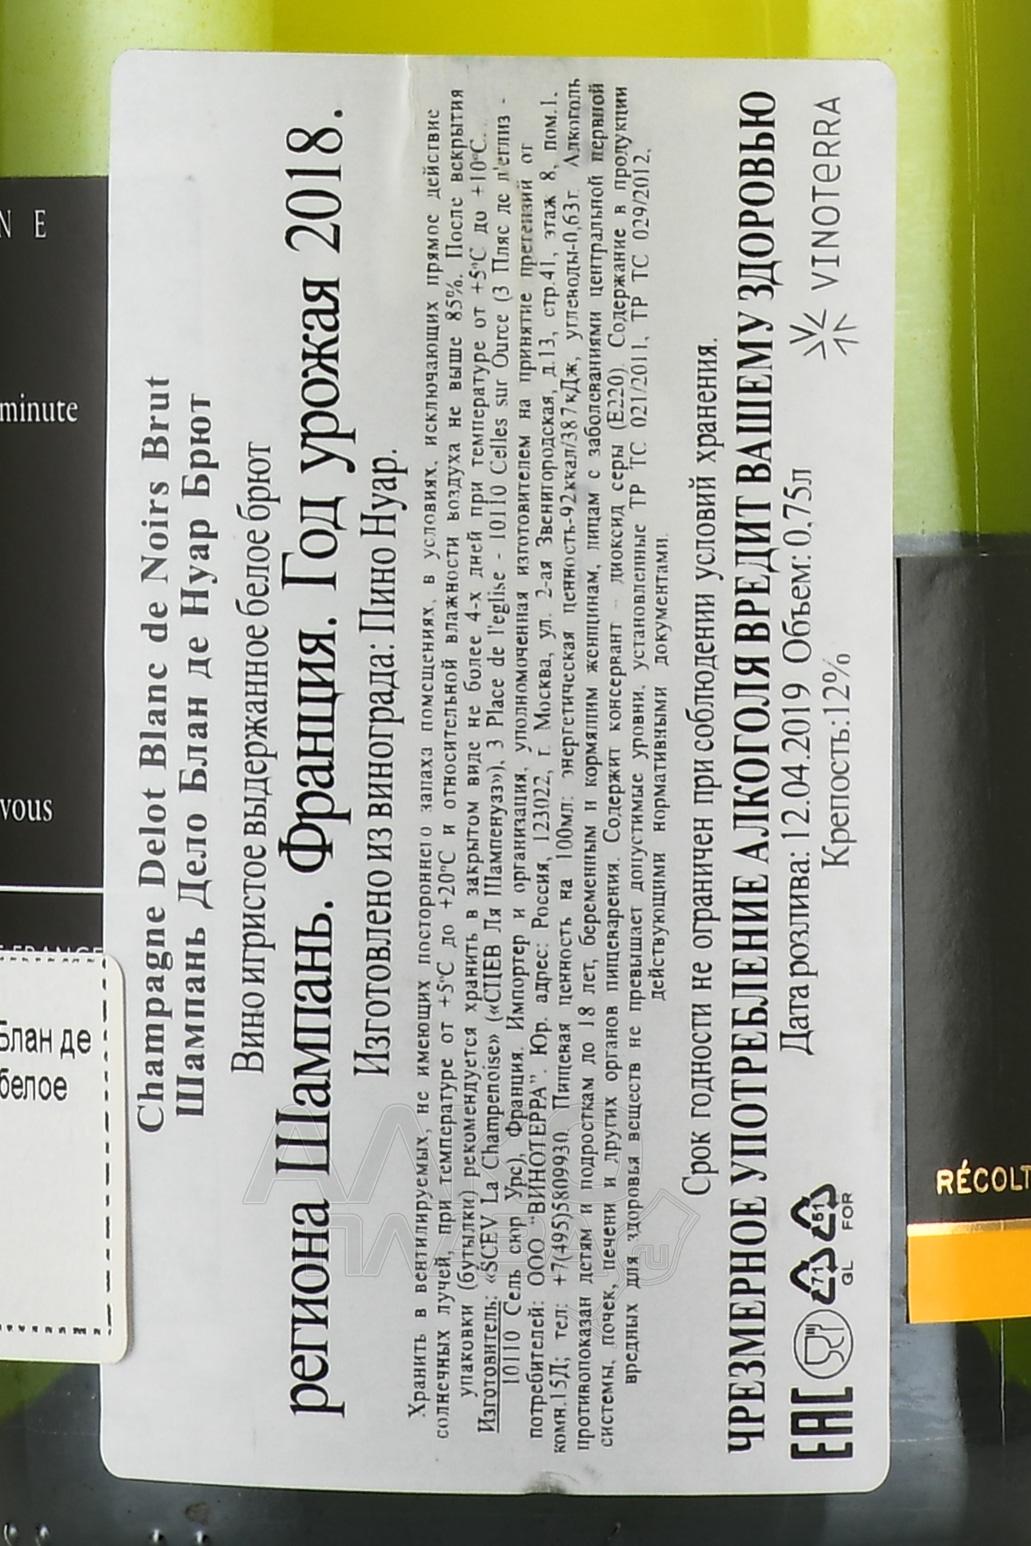 Champagne Delot Blanc de Noirs Brut
Шампань Дело Блан де Нуар Брют
Вино игристое выдержанное белое брют
региона Шампань. Франция. Год урожая 2018.
Изготовлено из винограда: Пино Нуар.
Хранить в вентилируемых, не имеющих постороннего запаха помещениях, в условиях, исключающих прямое действие
солнечных лучей, при температуре от +5°С до +20°С и относительной влажности воздуха не выше 85%. После вскрытия
упаковки (бутылки) рекомендуется хранить в закрытом виде не более 4-х дней при температуре от +5°С до +10°С.
Изготовитель: «SCEV La Champenoise» («СЦЕВ Ля Шампенуаз»), 3 Place de l'eglise - 10110 Celles sur Ource (3 Пляс де л'еглиз -
10110 Сель сюр Урс), Франция. Импортер и организация, уполномоченная изготовителем на принятие претензий от
потребителей: ООО "ВИНОТЕРРА". Юр. адрес: Россия, 123022, г. Москва, ул. 2-ая Звенигородская, д.13, стр.41, этаж 8, пом.1,
комн.15Д; тел: +7(495)5809930. Пищевая ценность на 100мл: энергетическая ценность-92ккал/387кДж, углеводы-0,63г. Алкоголь
противопоказан детям и подросткам до 18 лет, беременным и кормящим женщинам, лицам с заболеваниями центральной нервной
системы, почек, печени и других органов пищеварения. Содержит консервант – диоксид серы (Е220). Содержание в продукции
вредных для здоровья веществ не превышает допустимые уровни, установленные ТР ТС 021/2011, ТР ТС 029/2012,
действующими нормативными документами.
Срок годности не ограничен при соблюдении условий хранения.
ЧРЕЗМЕРНОЕ УПОТРЕБЛЕНИЕ АЛКОГОЛЯ ВРЕДИТ ВАШЕМУ ЗДОРОВЬЮ
Дата розлива: 12.04.2019 Объем: 0,75л
Крепость:12%
VINOTERRA
EAC
71
GL
51
FOR
N E
minute
vous
Блан де
белое
RÉCOLT